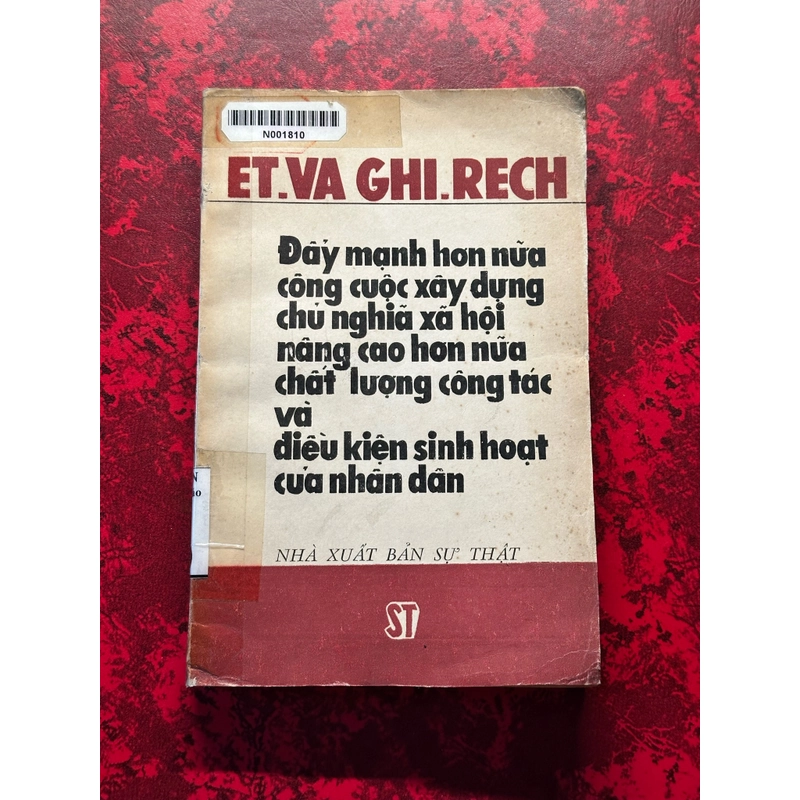 N001810
ET.VA GHI.RECH
Đẩy mạnh hơn nữa
công cuộc xây dựng
chủ nghĩa xã hội
nâng cao hơn nữa
chất lượng công tác
và
điều kiện sinh hoạt
của nhân dân
NHÀ XUẤT BẢN SỰ THẬT
ST